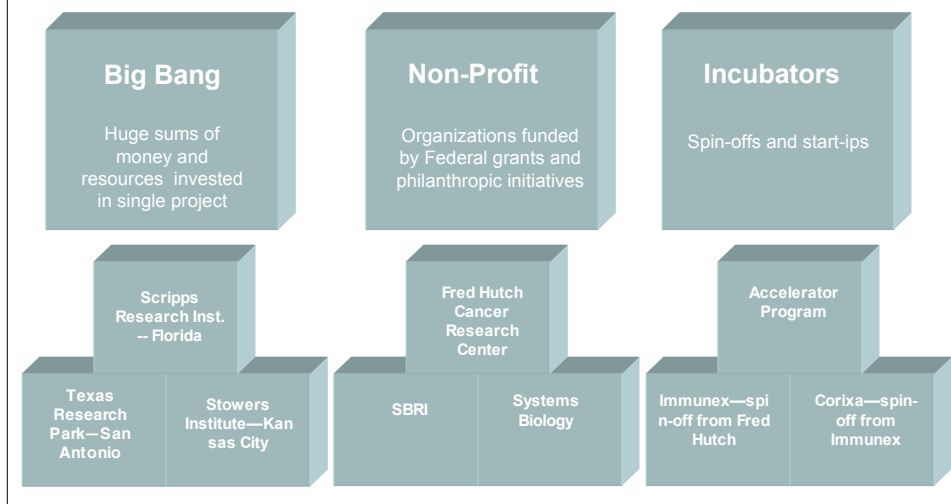 Big Bang
Huge sums of
money and
resources invested
in single project
Non-Profit
Organizations funded
by Federal grants and
philanthropic initiatives
Incubators
Spin-offs and start-ips
Scripps
Research Inst.
-- Florida
Texas
Research
Park—San
Antonio
Stowers
Institute—Kan
sas City
Fred Hutch
Cancer
Research
Center
SBRI
Systems
Biology
Accelerator
Program
Immunex—spi
n-off from Fred
Hutch
Corixa—spin-
off from
Immunex